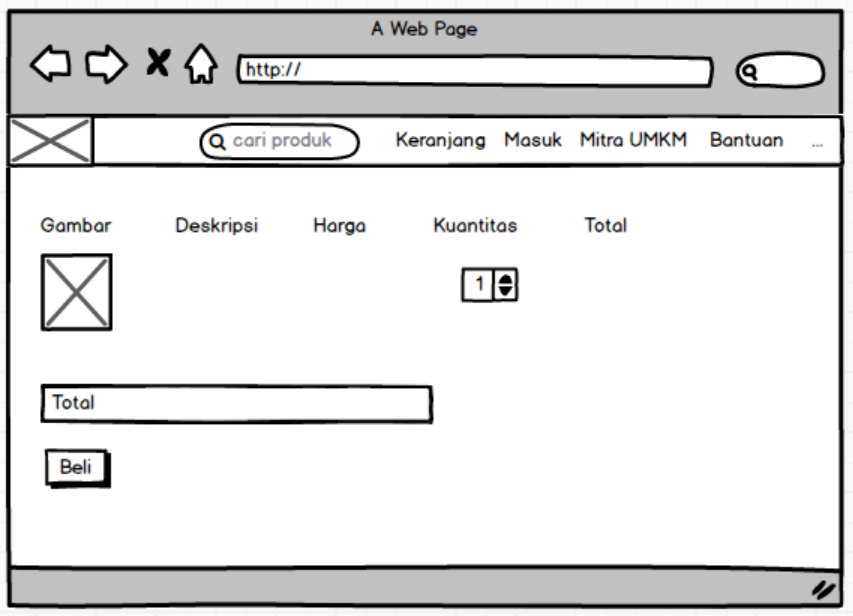 A Web Page
http://
cari produk Keranjang Masuk Mitra UMKM Bantuan ...
Gambar Deskripsi Harga Kuantitas Total
1
Total
Beli